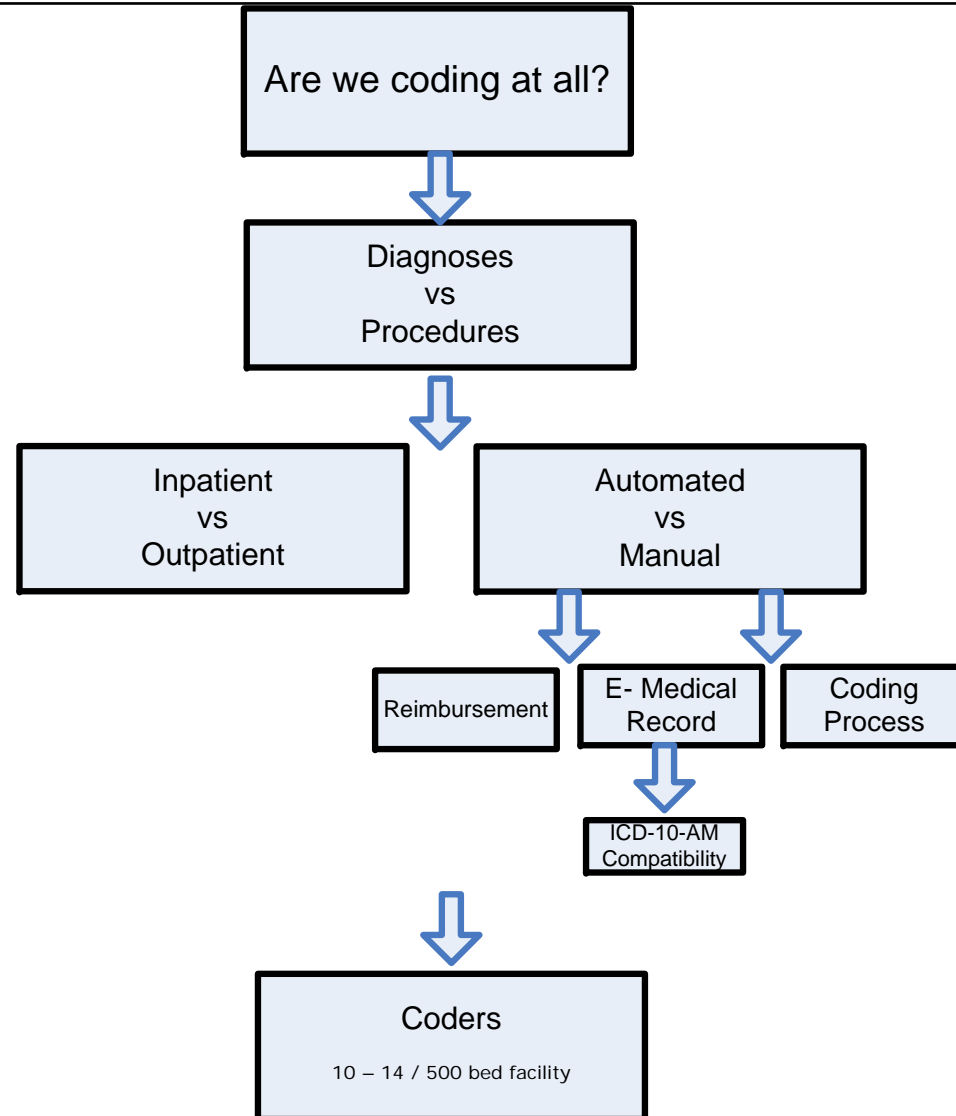 Are we coding at all?
Diagnoses
vs
Procedures
Inpatient
vs
Outpatient
Automated
vs
Manual
Reimbursement
E- Medical
Record
Coding
Process
ICD-10-AM
Compatibility
Coders
10 – 14 / 500 bed facility